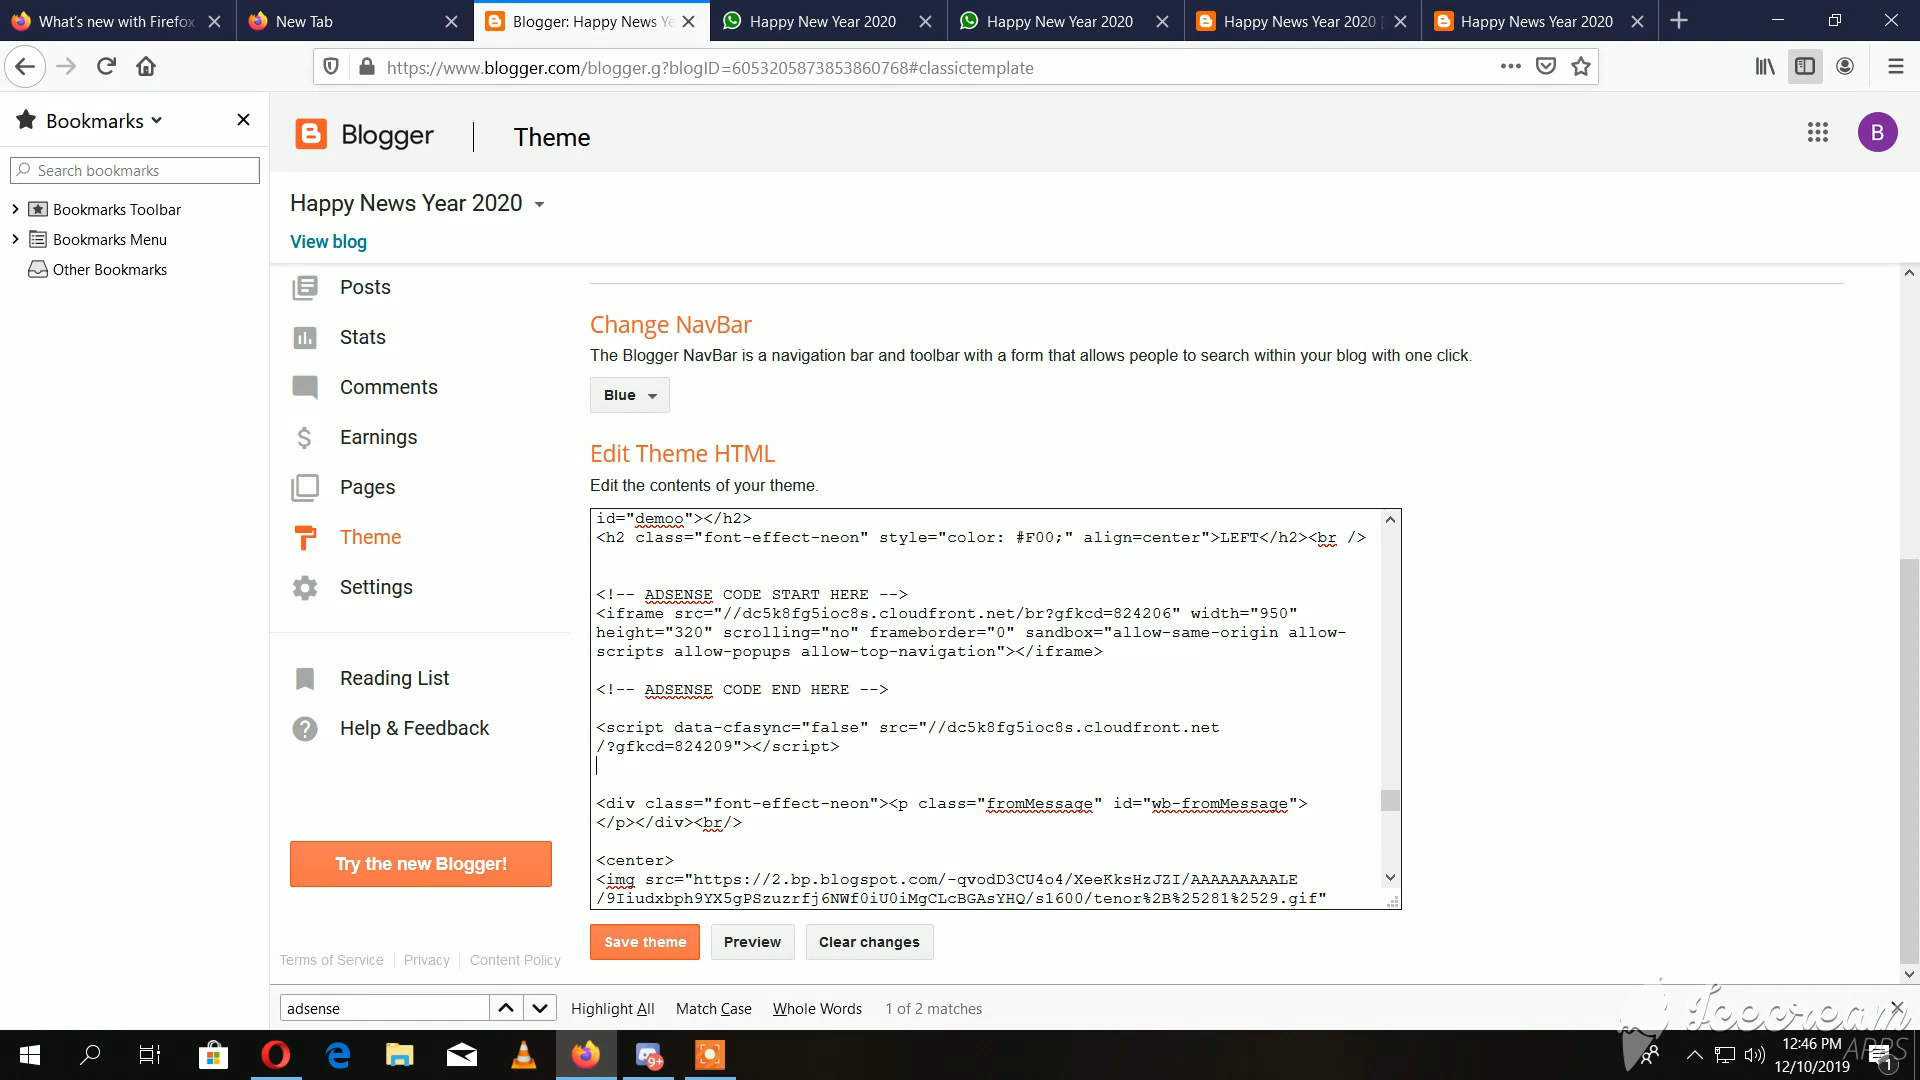 What's new with Firefox
New Tab
Blogger: Happy News Ye
Happy New Year 2020
Happy New Year 2020
Happy News Year 2020
Happy News Year 2020
https://www.blogger.com/blogger.g?blogID=6053205873853860768#classictemplate
Bookmarks
Blogger
Theme
B
Search bookmarks
Bookmarks Toolbar
Bookmarks Menu
Other Bookmarks
Happy News Year 2020
View blog
Posts
Stats
Comments
Earnings
Pages
Theme
Settings
Reading List
Help & Feedback
Try the new Blogger!
Terms of Service
Privacy
Content Policy
Change NavBar
The Blogger NavBar is a navigation bar and toolbar with a form that allows people to search within your blog with one click.
Blue
Edit Theme HTML
Edit the contents of your theme.
id="demoo"></h2>
<h2 class="font-effect-neon" style="color: #F00;" align=center">LEFT</h2><br />
<!-- ADSENSE CODE START HERE -->
<iframe src="//dc5k8fg5ioc8s.cloudfront.net/br?gfkcd=824206" width="950"
height="320" scrolling="no" frameborder="0" sandbox="allow-same-origin allow-
scripts allow-popups allow-top-navigation"></iframe>
<!-- ADSENSE CODE END HERE -->
<script data-cfasync="false" src="//dc5k8fg5ioc8s.cloudfront.net
/?gfkcd=824209"></script>
<div class="font-effect-neon"><p class="fromMessage" id="wb-fromMessage">
</p></div><br/>
<center>
<img src="https://2.bp.blogspot.com/-qvodD3CU4o4/XeeKksHzJZI/AAAAAAAAALE
/9Iiudxbph9YX5gPSzuzrfj6NWf0iU0iMgCLcBGAsYHQ/s1600/tenor%2B%25281%2529.gif"
Save theme
Preview
Clear changes
adsense
Highlight All
Match Case
Whole Words
1 of 2 matches
Icecream
APPS
9+
12:46 PM
12/10/2019
1